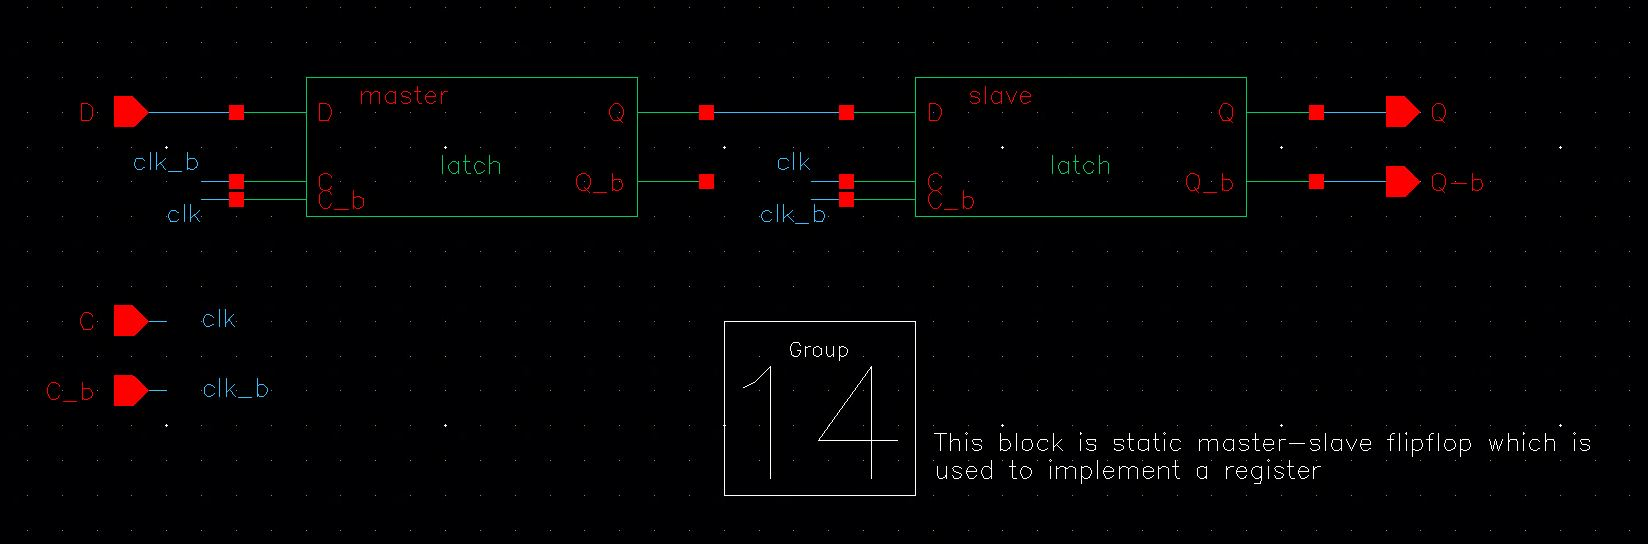 master
slave
D
D
Q
D
Q
Q
clk_b
latch
clk
latch
C
Q_b
C
Q_b
Q-b
C_b
C_b
clk
clk_b
C
clk
Group
C_b
clk_b
14
This block is static master-slave flipflop which is
used to implement a register